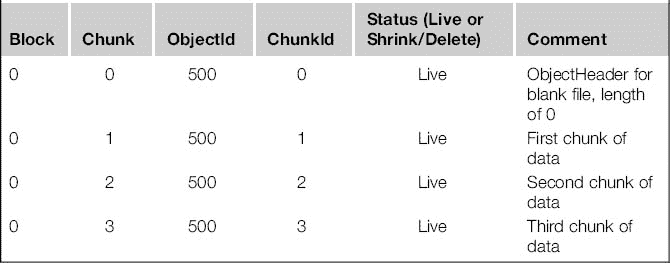 Block Chunk ObjectId ChunkId Status (Live or Shrink/Delete) Comment
0 0 500 0 Live ObjectHeader for
blank file, length
of 0
0 1 500 1 Live First chunk of
data
0 2 500 2 Live Second chunk of
data
0 3 500 3 Live Third chunk of
data